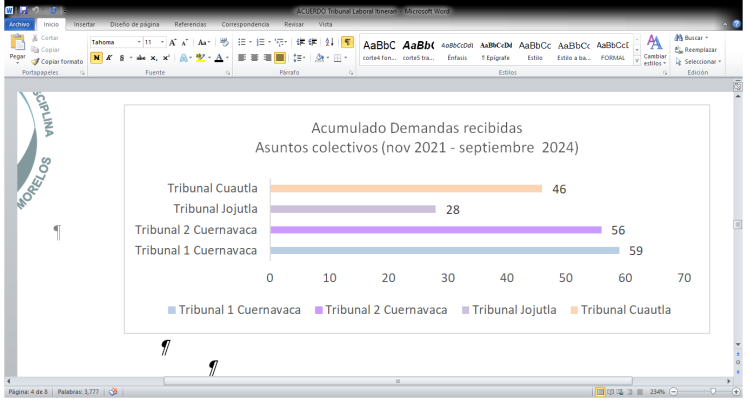 ACUERDO Tribunal Laboral Itineran - Microsoft Word
Archivo Inicio Insertar Diseño de página Referencias Correspondencia Revisar Vista
Pegar
Cortar
Copiar
Copiar formato
Portapapeles
Tahoma 11
Fuente
Párrafo
AaBbC AaBb( AaBbCcDdI AaBbCcDd AaBbCc AaBbCc AaBbCcI
corte4 fon... corte5 tra... Énfasis ¶ Epígrafe Estilo Estilo a ba... FORMAL
Cambiar estilos
Estilos
Buscar
Reemplazar
Seleccionar
Edición
DISCIPLINA
MORELOS
Acumulado Demandas recibidas
Asuntos colectivos (nov 2021 - septiembre 2024)
Tribunal Cuautla 46
Tribunal Jojutla 28
Tribunal 2 Cuernavaca 56
Tribunal 1 Cuernavaca 59
0 10 20 30 40 50 60 70
Tribunal 1 Cuernavaca Tribunal 2 Cuernavaca Tribunal Jojutla Tribunal Cuautla
Página: 4 de 8 Palabras: 3,777 234%